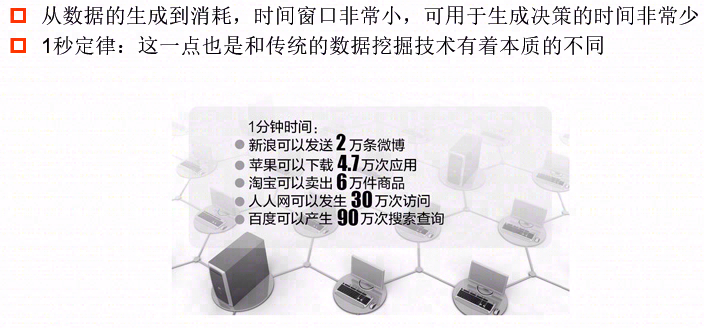 从数据的生成到消耗，时间窗口非常小，可用于生成决策的时间非常少
1秒定律：这一点也是和传统的数据挖掘技术有着本质的不同
1分钟时间：
新浪可以发送 2 万条微博
苹果可以下载 4.7 万次应用
淘宝可以卖出 6 万件商品
人人网可以发生 30 万次访问
百度可以产生 90 万次搜索查询